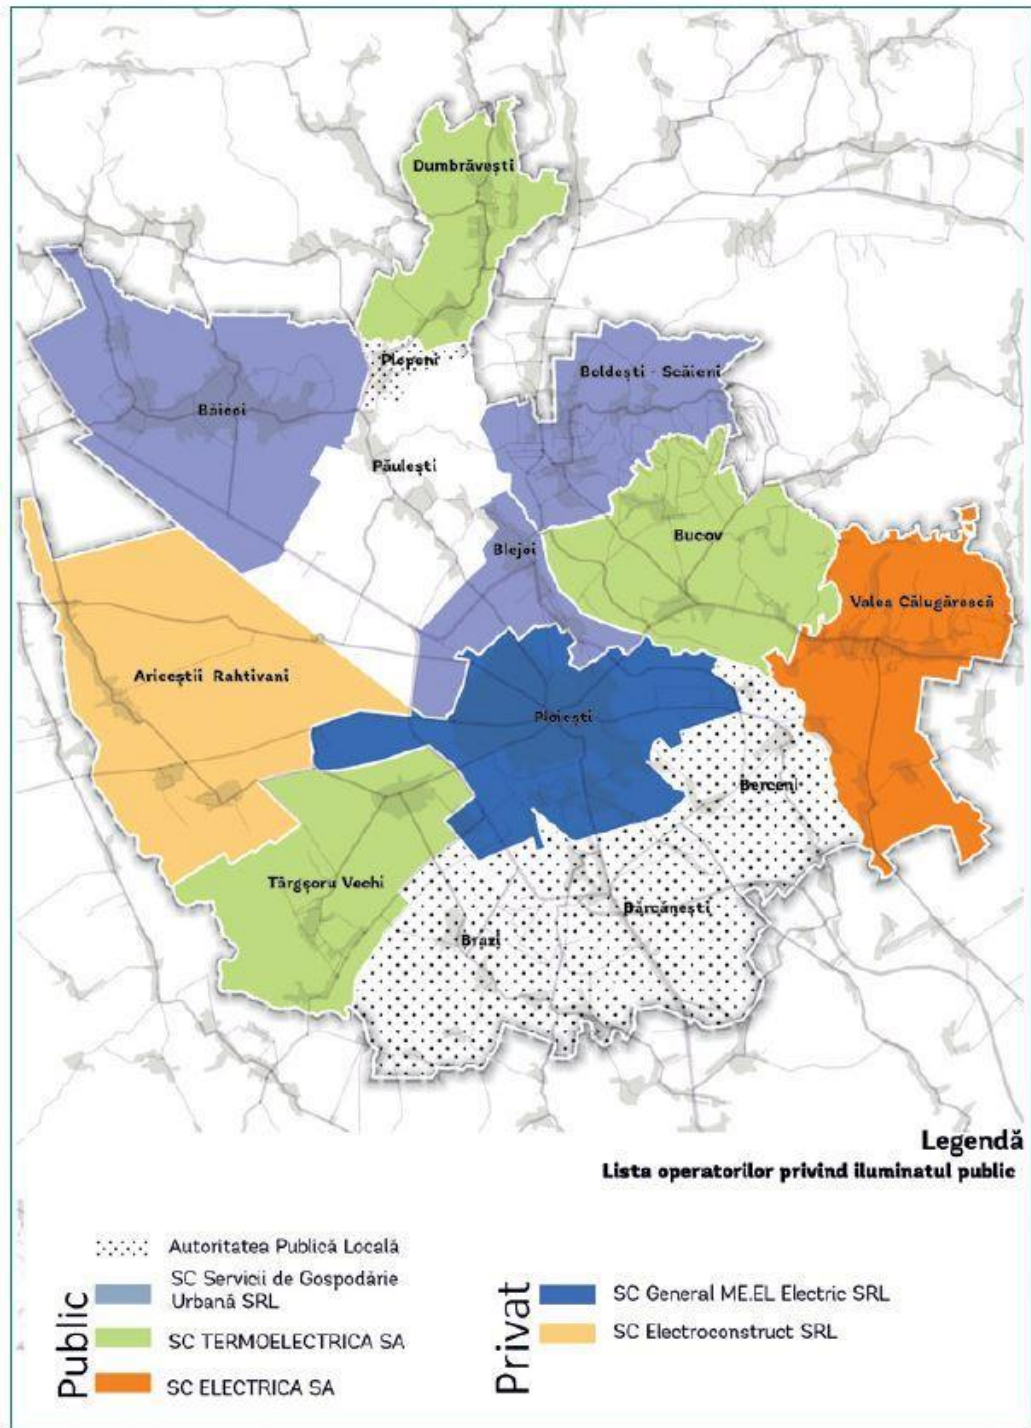 Dumbrăvești
Plopeni
Boldești - Scăieni
Băicoi
Păulești
Bucov
Blejoi
Valea Călugărească
Ariceștii Rahtivani
Ploiești
Berceni
Târgșoru Vechi
Bărcănești
Brazi
Legendă
Lista operatorilor privind iluminatul public
Public
Autoritatea Publică Locală
SC Servicii de Gospodărie
Urbană SRL
SC TERMOELECTRICA SA
SC ELECTRICA SA
Privat
SC General ME.EL Electric SRL
SC Electroconstruct SRL